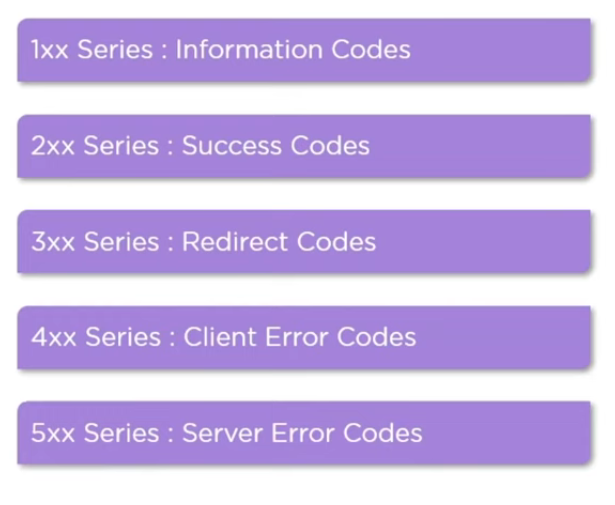 1xx Series : Information Codes
2xx Series : Success Codes
3xx Series : Redirect Codes
4xx Series : Client Error Codes
5xx Series : Server Error Codes